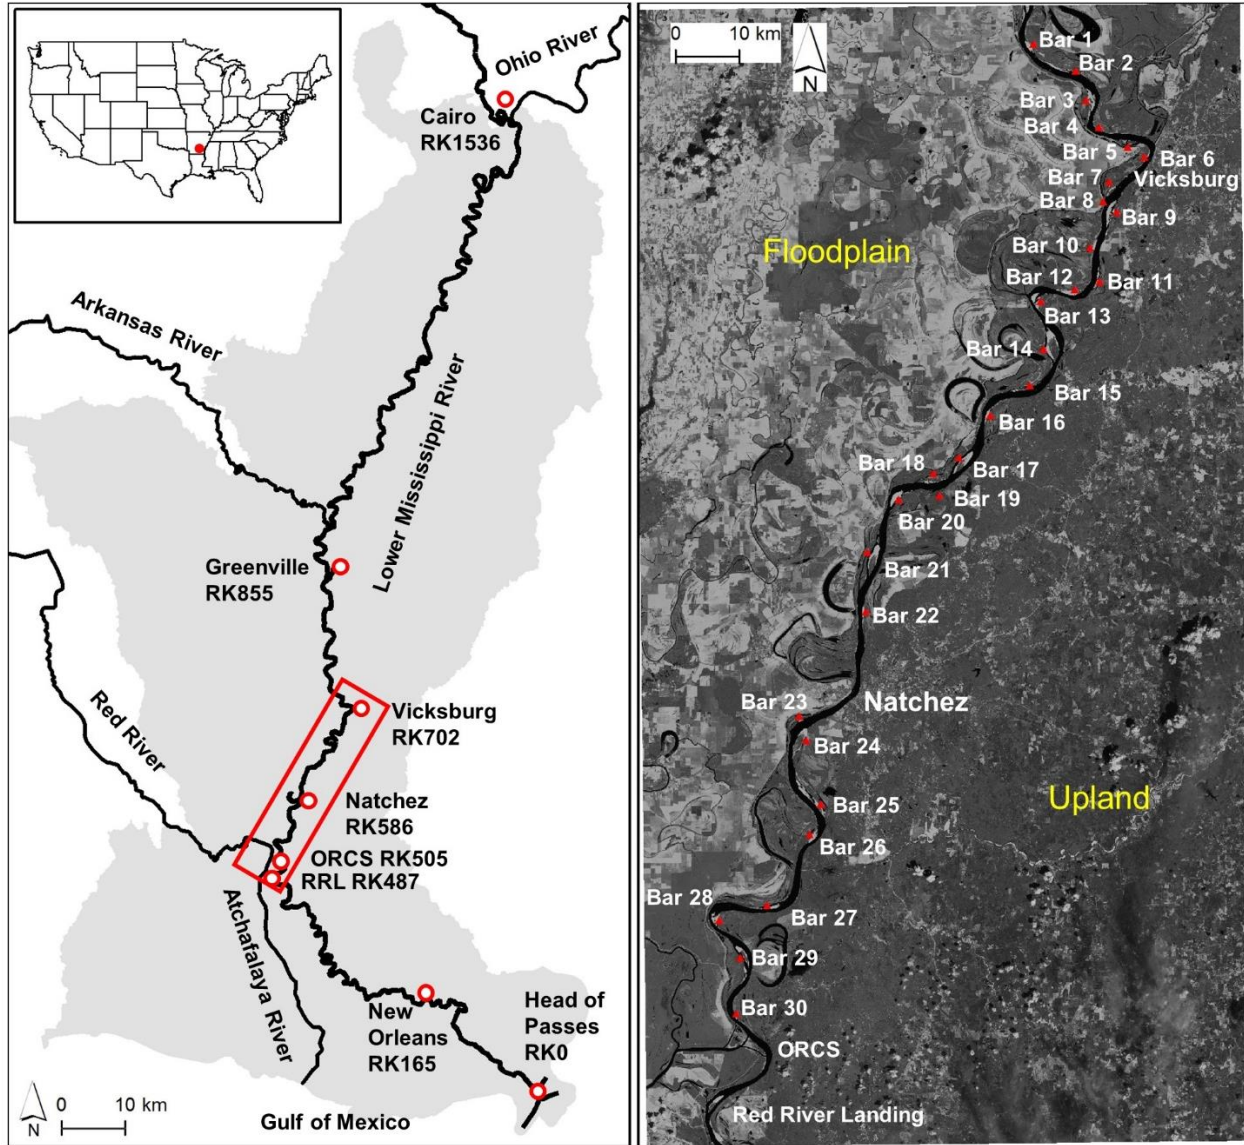 Ohio River
Cairo
RK1536
Arkansas River
Lower Mississippi River
Greenville
RK855
Red River
Vicksburg
RK702
Natchez
RK586
ORCS RK505
RRL RK487
Atchafalaya River
New
Orleans
RK165
Head of
Passes
RK0
N
0 10 km
Gulf of Mexico
0 10 km
N
Bar 1
Bar 2
Bar 3
Bar 4
Bar 5
Bar 6
Vicksburg
Bar 7
Bar 8
Bar 9
Floodplain
Bar 10
Bar 11
Bar 12
Bar 13
Bar 14
Bar 15
Bar 16
Bar 17
Bar 18
Bar 19
Bar 20
Bar 21
Bar 22
Natchez
Bar 23
Bar 24
Upland
Bar 25
Bar 26
Bar 27
Bar 28
Bar 29
Bar 30
ORCS
Red River Landing